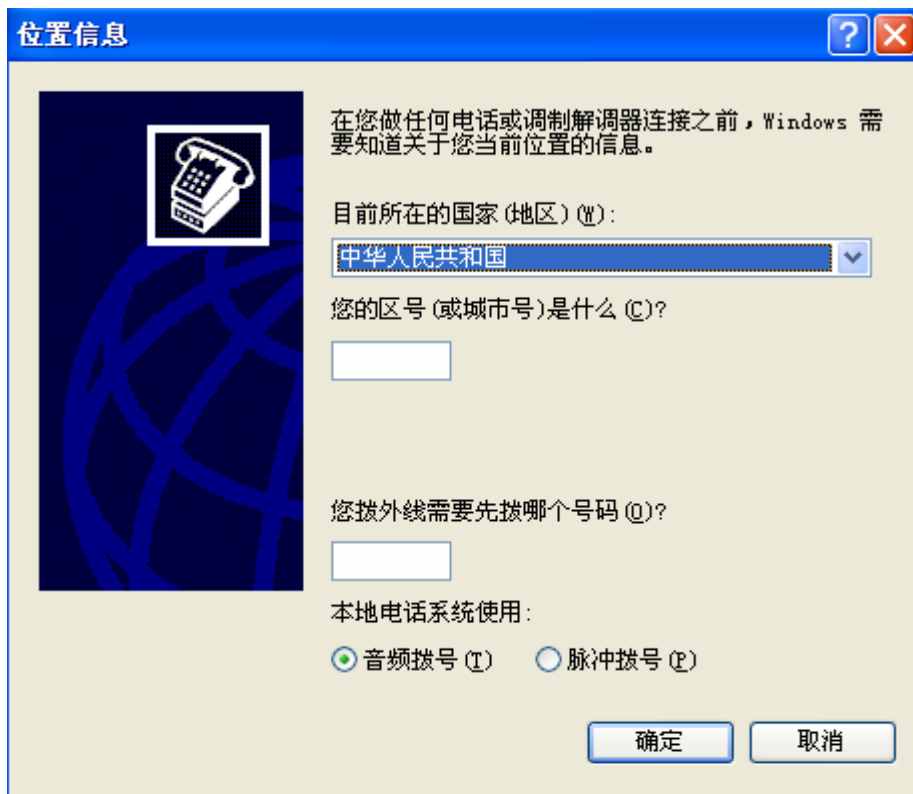 位置信息
在您做任何电话或调制解调器连接之前，Windows 需
要知道关于您当前位置的信息。
目前所在的国家(地区)(W):
中华人民共和国
您的区号(或城市号)是什么(C)?
您拨外线需要先拨哪个号码(O)?
本地电话系统使用:
音频拨号(T) 脉冲拨号(P)
确定 取消